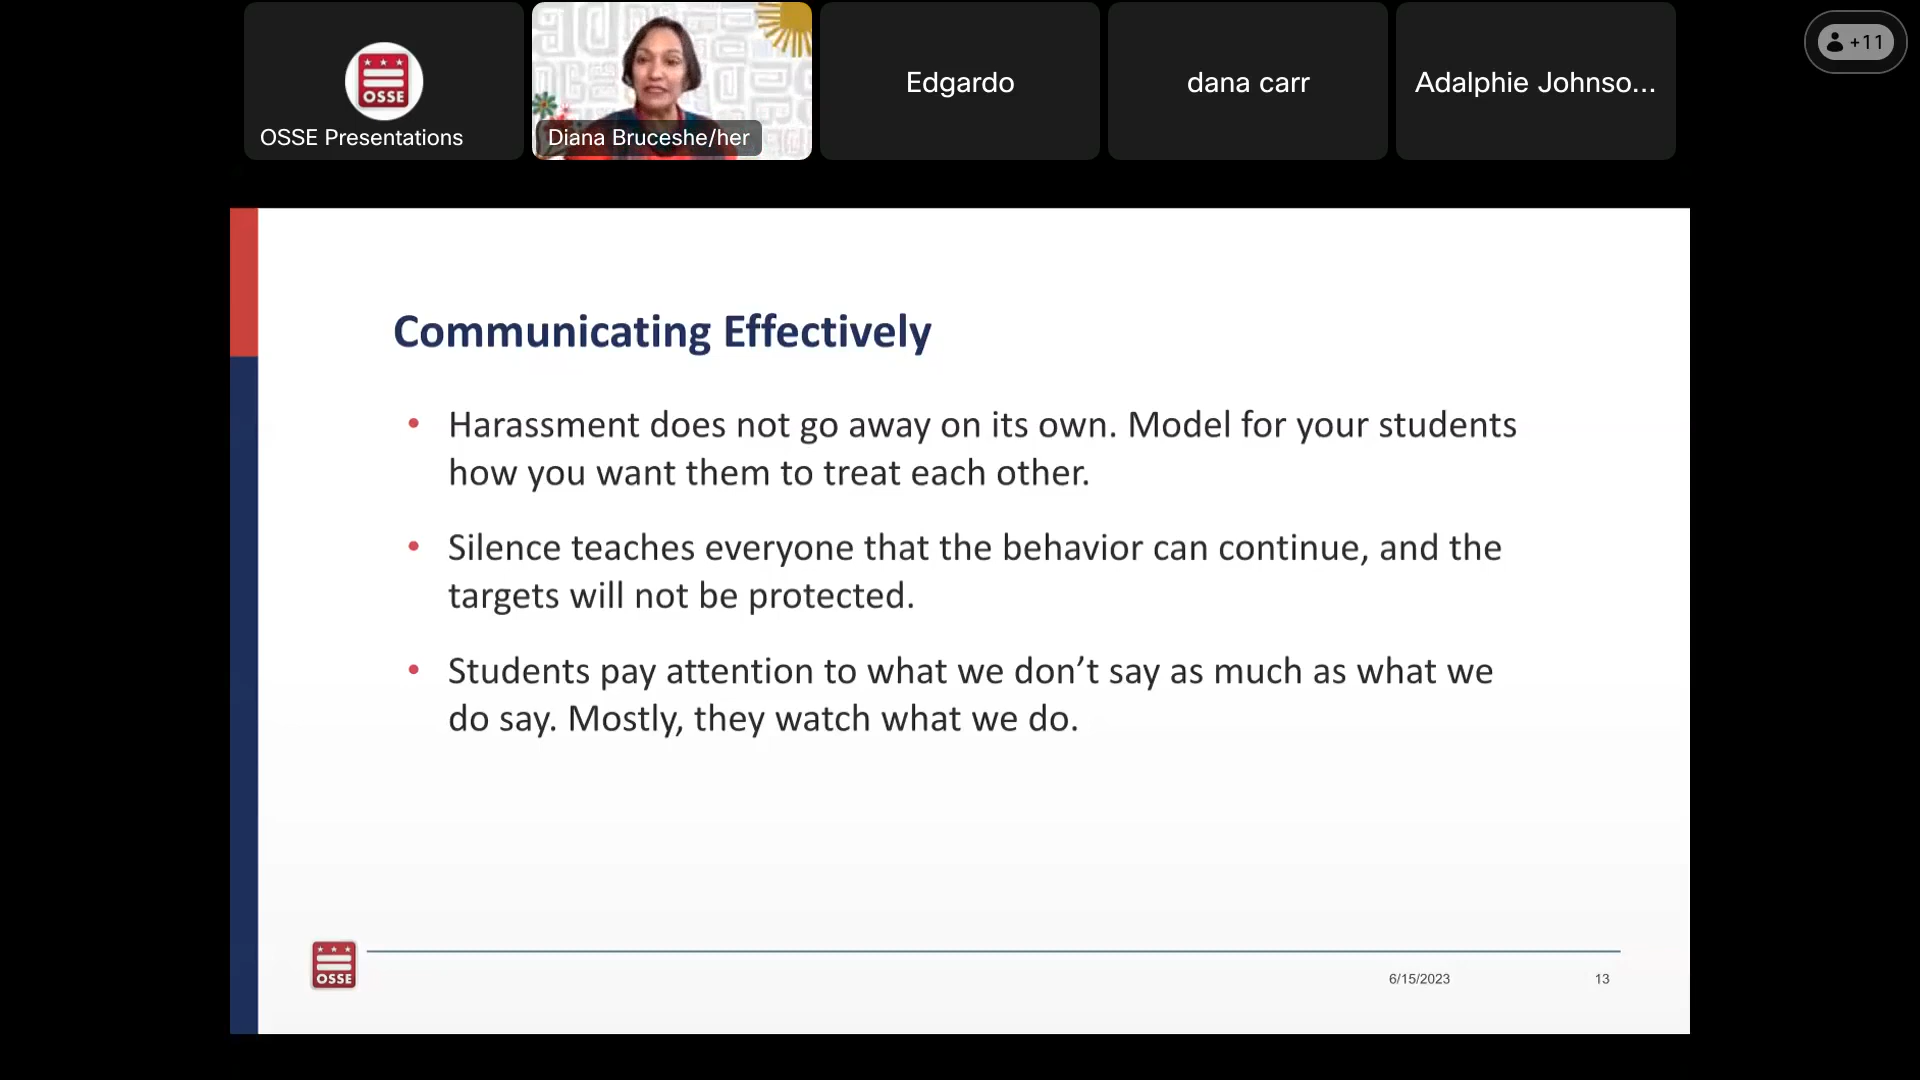 OSSE
OSSE Presentations
Diana Bruceshe/her
Edgardo
dana carr
Adalphie Johnso...
+11
Communicating Effectively
• Harassment does not go away on its own. Model for your students
how you want them to treat each other.
• Silence teaches everyone that the behavior can continue, and the
targets will not be protected.
• Students pay attention to what we don’t say as much as what we
do say. Mostly, they watch what we do.
OSSE
6/15/2023
13